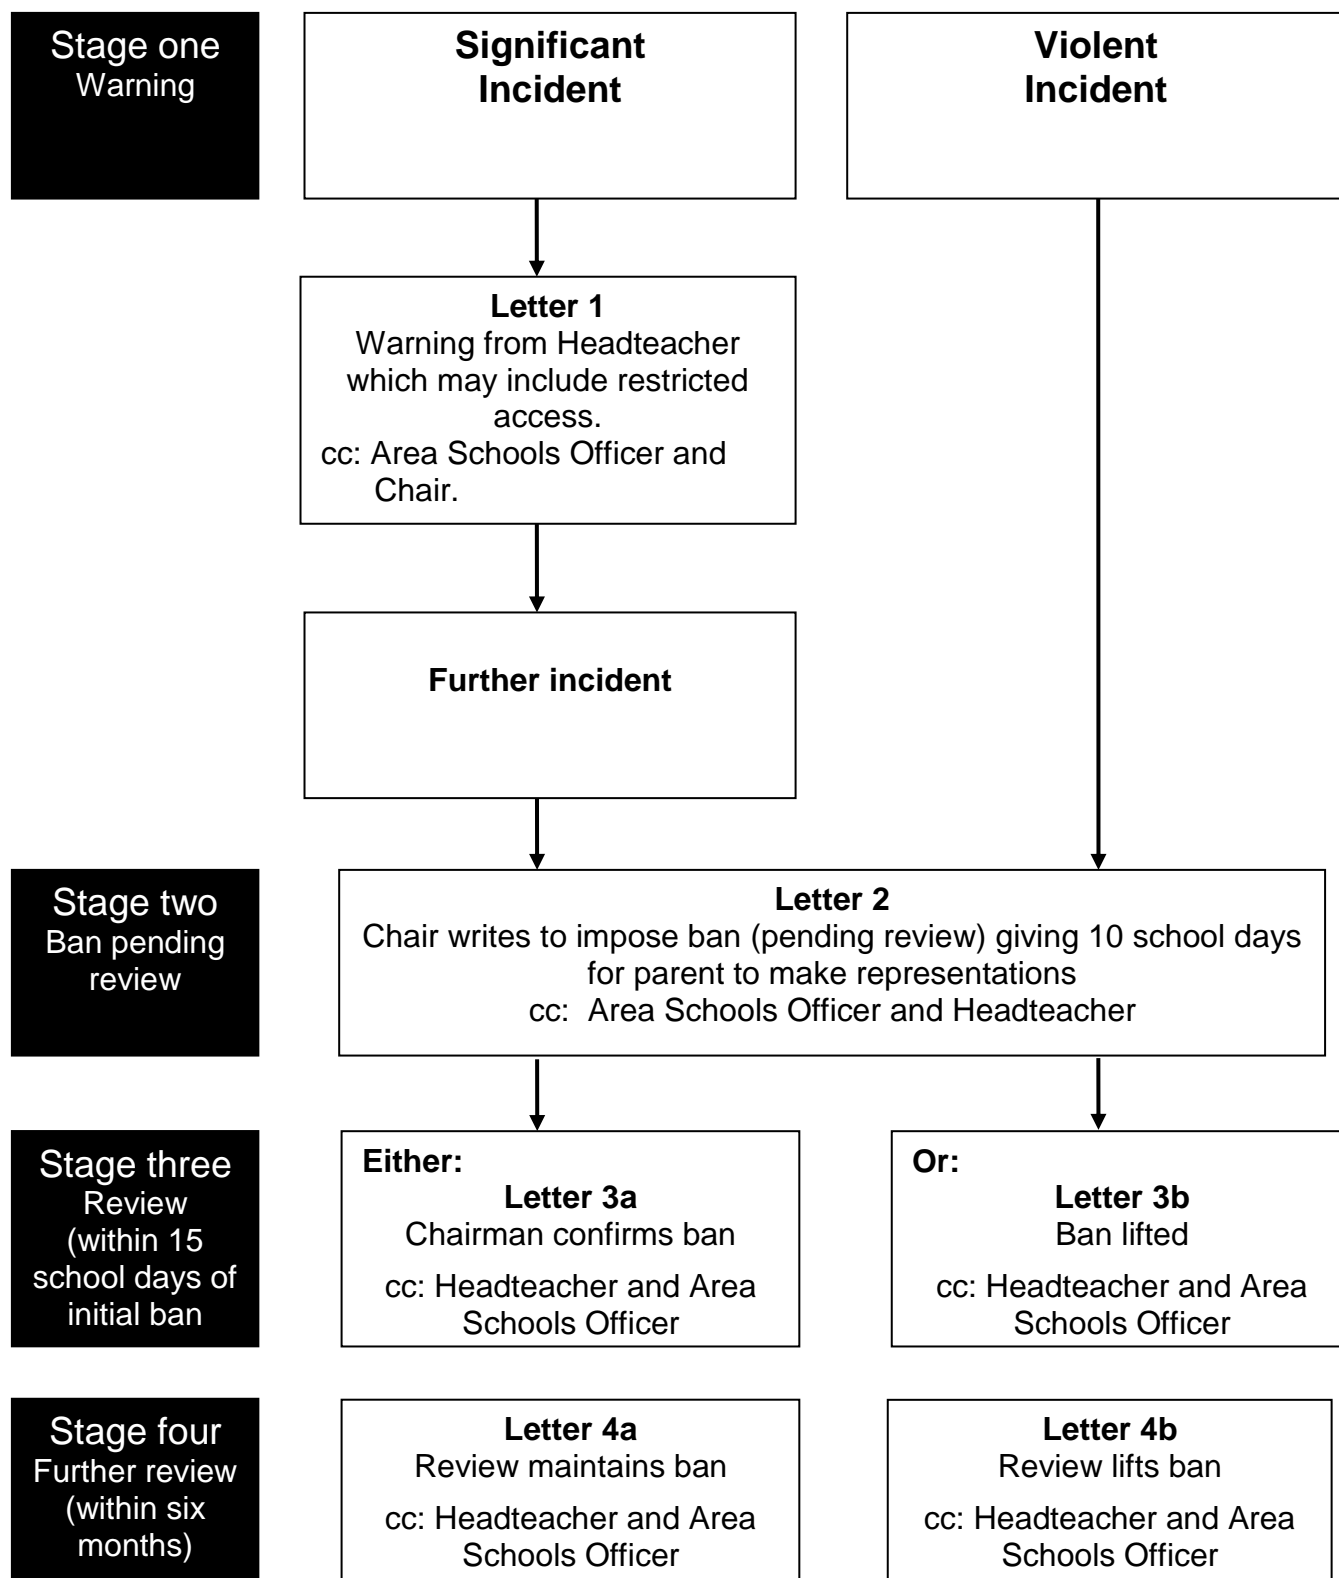 Stage one
Warning
Significant
Incident
Violent
Incident
Letter 1
Warning from Headteacher
which may include restricted
access.
cc: Area Schools Officer and
Chair.
Further incident
Stage two
Ban pending
review
Letter 2
Chair writes to impose ban (pending review) giving 10 school days
for parent to make representations
cc: Area Schools Officer and Headteacher
Stage three
Review
(within 15
school days of
initial ban
Either:
Letter 3a
Chairman confirms ban
cc: Headteacher and Area
Schools Officer
Or:
Letter 3b
Ban lifted
cc: Headteacher and Area
Schools Officer
Stage four
Further review
(within six
months)
Letter 4a
Review maintains ban
cc: Headteacher and Area
Schools Officer
Letter 4b
Review lifts ban
cc: Headteacher and Area
Schools Officer